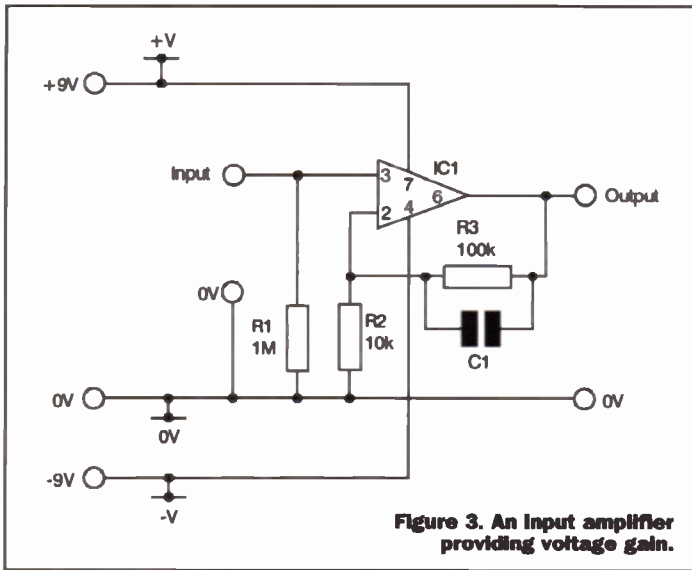 +V
+9V
Input
3
7
IC1
2
4
6
Output
R3
100k
0V
R1
1M
R2
10k
C1
0V
0V
0V
-9V
-V
Figure 3. An input amplifier
providing voltage gain.